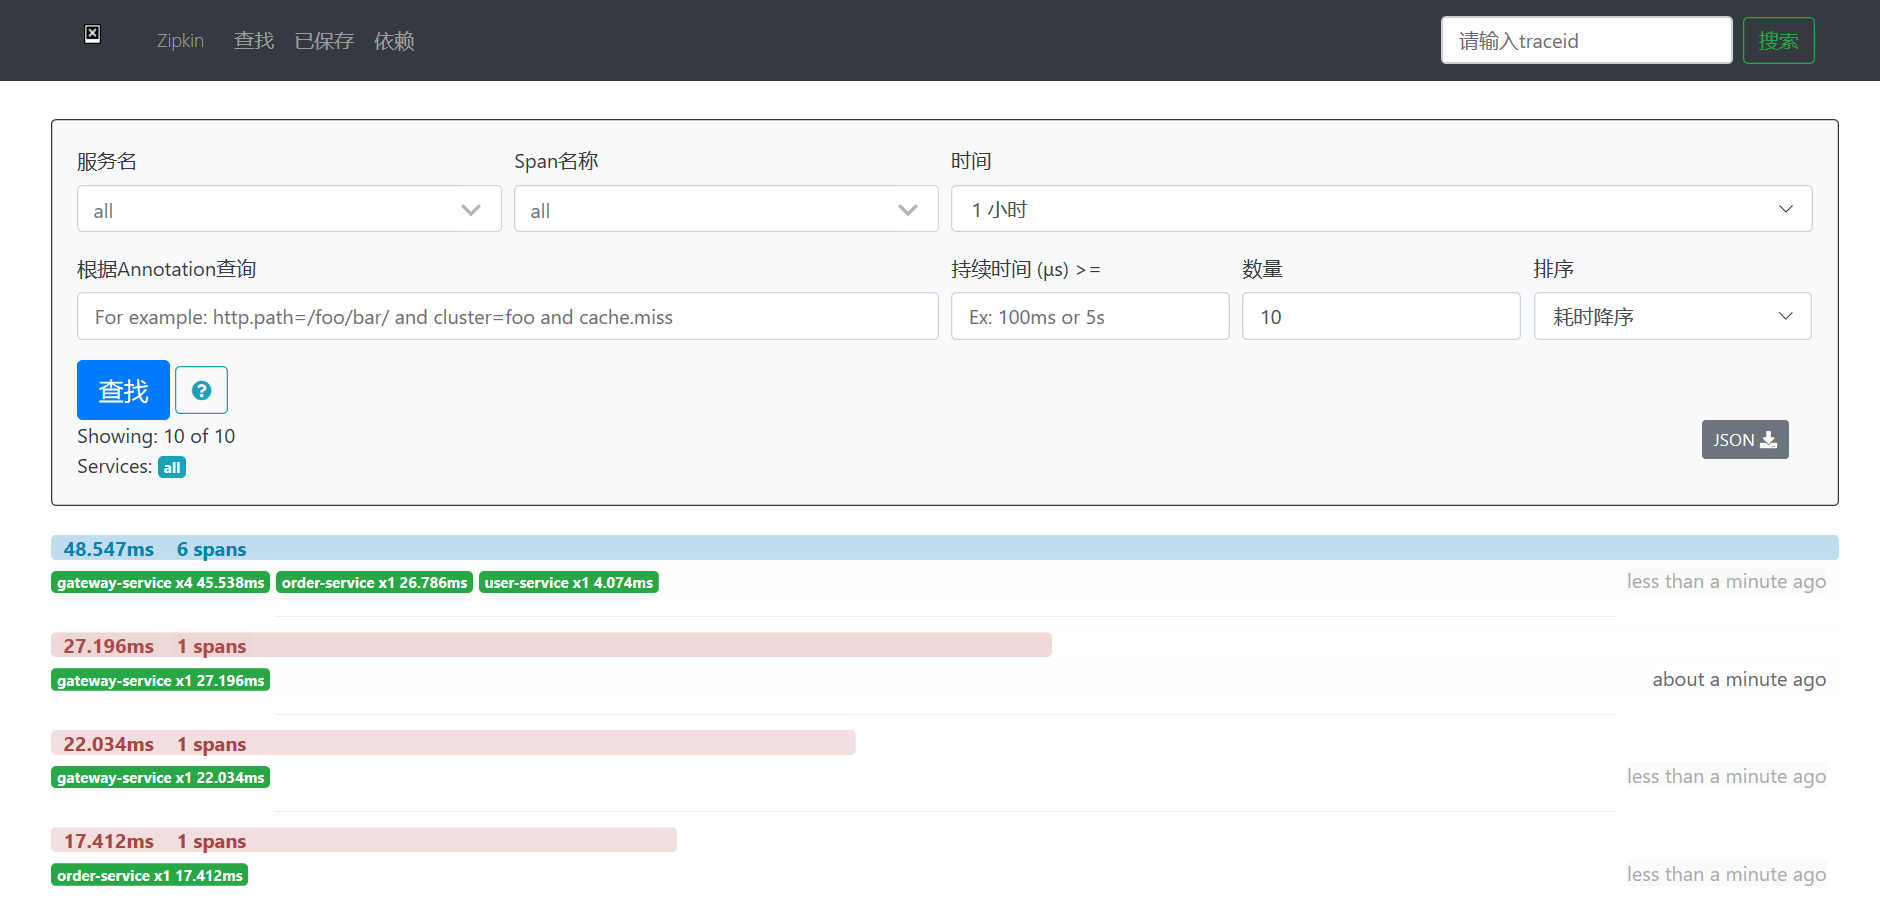 Zipkin 查找 已保存 依赖 请输入traceid 搜索
服务名 Span名称 时间
all all 1 小时
根据Annotation查询 持续时间 (μs) >= 数量 排序
For example: http.path=/foo/bar/ and cluster=foo and cache.miss Ex: 100ms or 5s 10 耗时降序
查找
Showing: 10 of 10
JSON
Services: all
48.547ms 6 spans
gateway-service x4 45.538ms order-service x1 26.786ms user-service x1 4.074ms less than a minute ago
27.196ms 1 spans
gateway-service x1 27.196ms about a minute ago
22.034ms 1 spans
gateway-service x1 22.034ms less than a minute ago
17.412ms 1 spans
order-service x1 17.412ms less than a minute ago